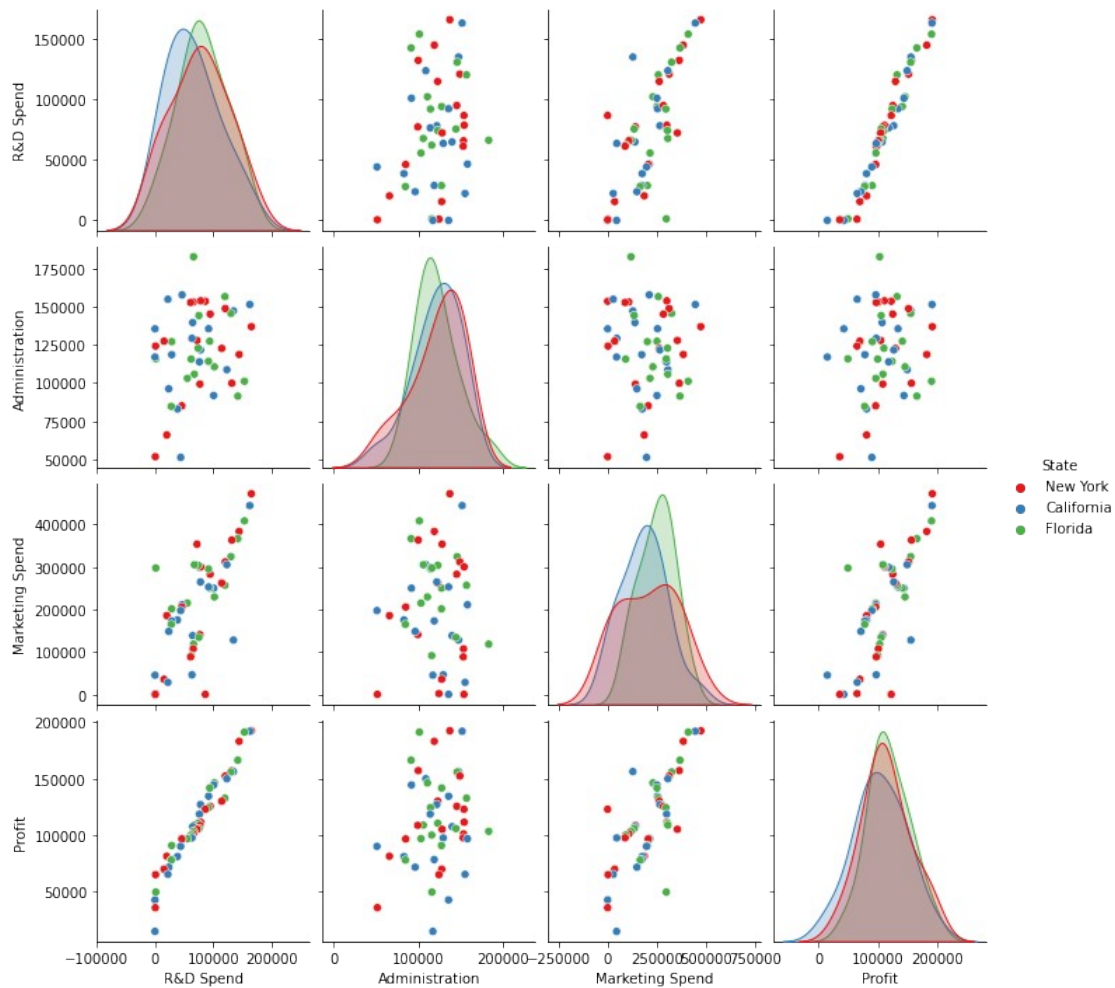 150000
100000
50000
0
R&D Spend
175000
150000
125000
100000
75000
50000
Administration
400000
300000
200000
100000
0
Marketing Spend
200000
150000
100000
50000
Profit
−100000 0 100000 200000
R&D Spend
0 100000 200000
Administration
−250000 0 250000 500000 750000
Marketing Spend
0 100000 200000
Profit
State
New York
California
Florida